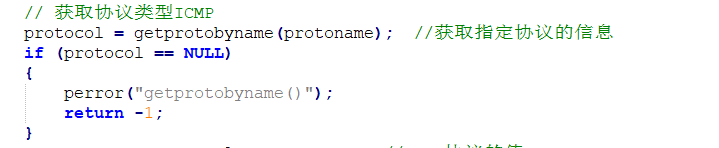 // 获取协议类型ICMP
protocol = getprotobyname(protoname);  //获取指定协议的信息
if (protocol == NULL)
{
    perror("getprotobyname()");
    return -1;
}